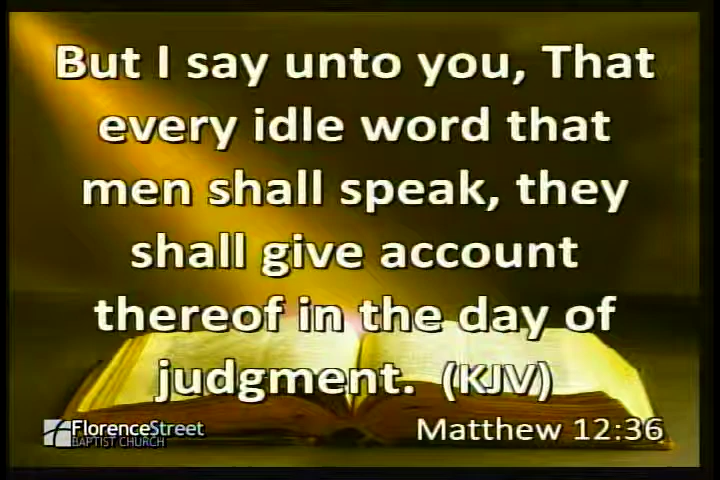 But I say unto you, That
every idle word that
men shall speak, they
shall give account
thereof in the day of
judgment. (KJV)
FlorenceStreet
BAPTIST CHURCH
Matthew 12:36